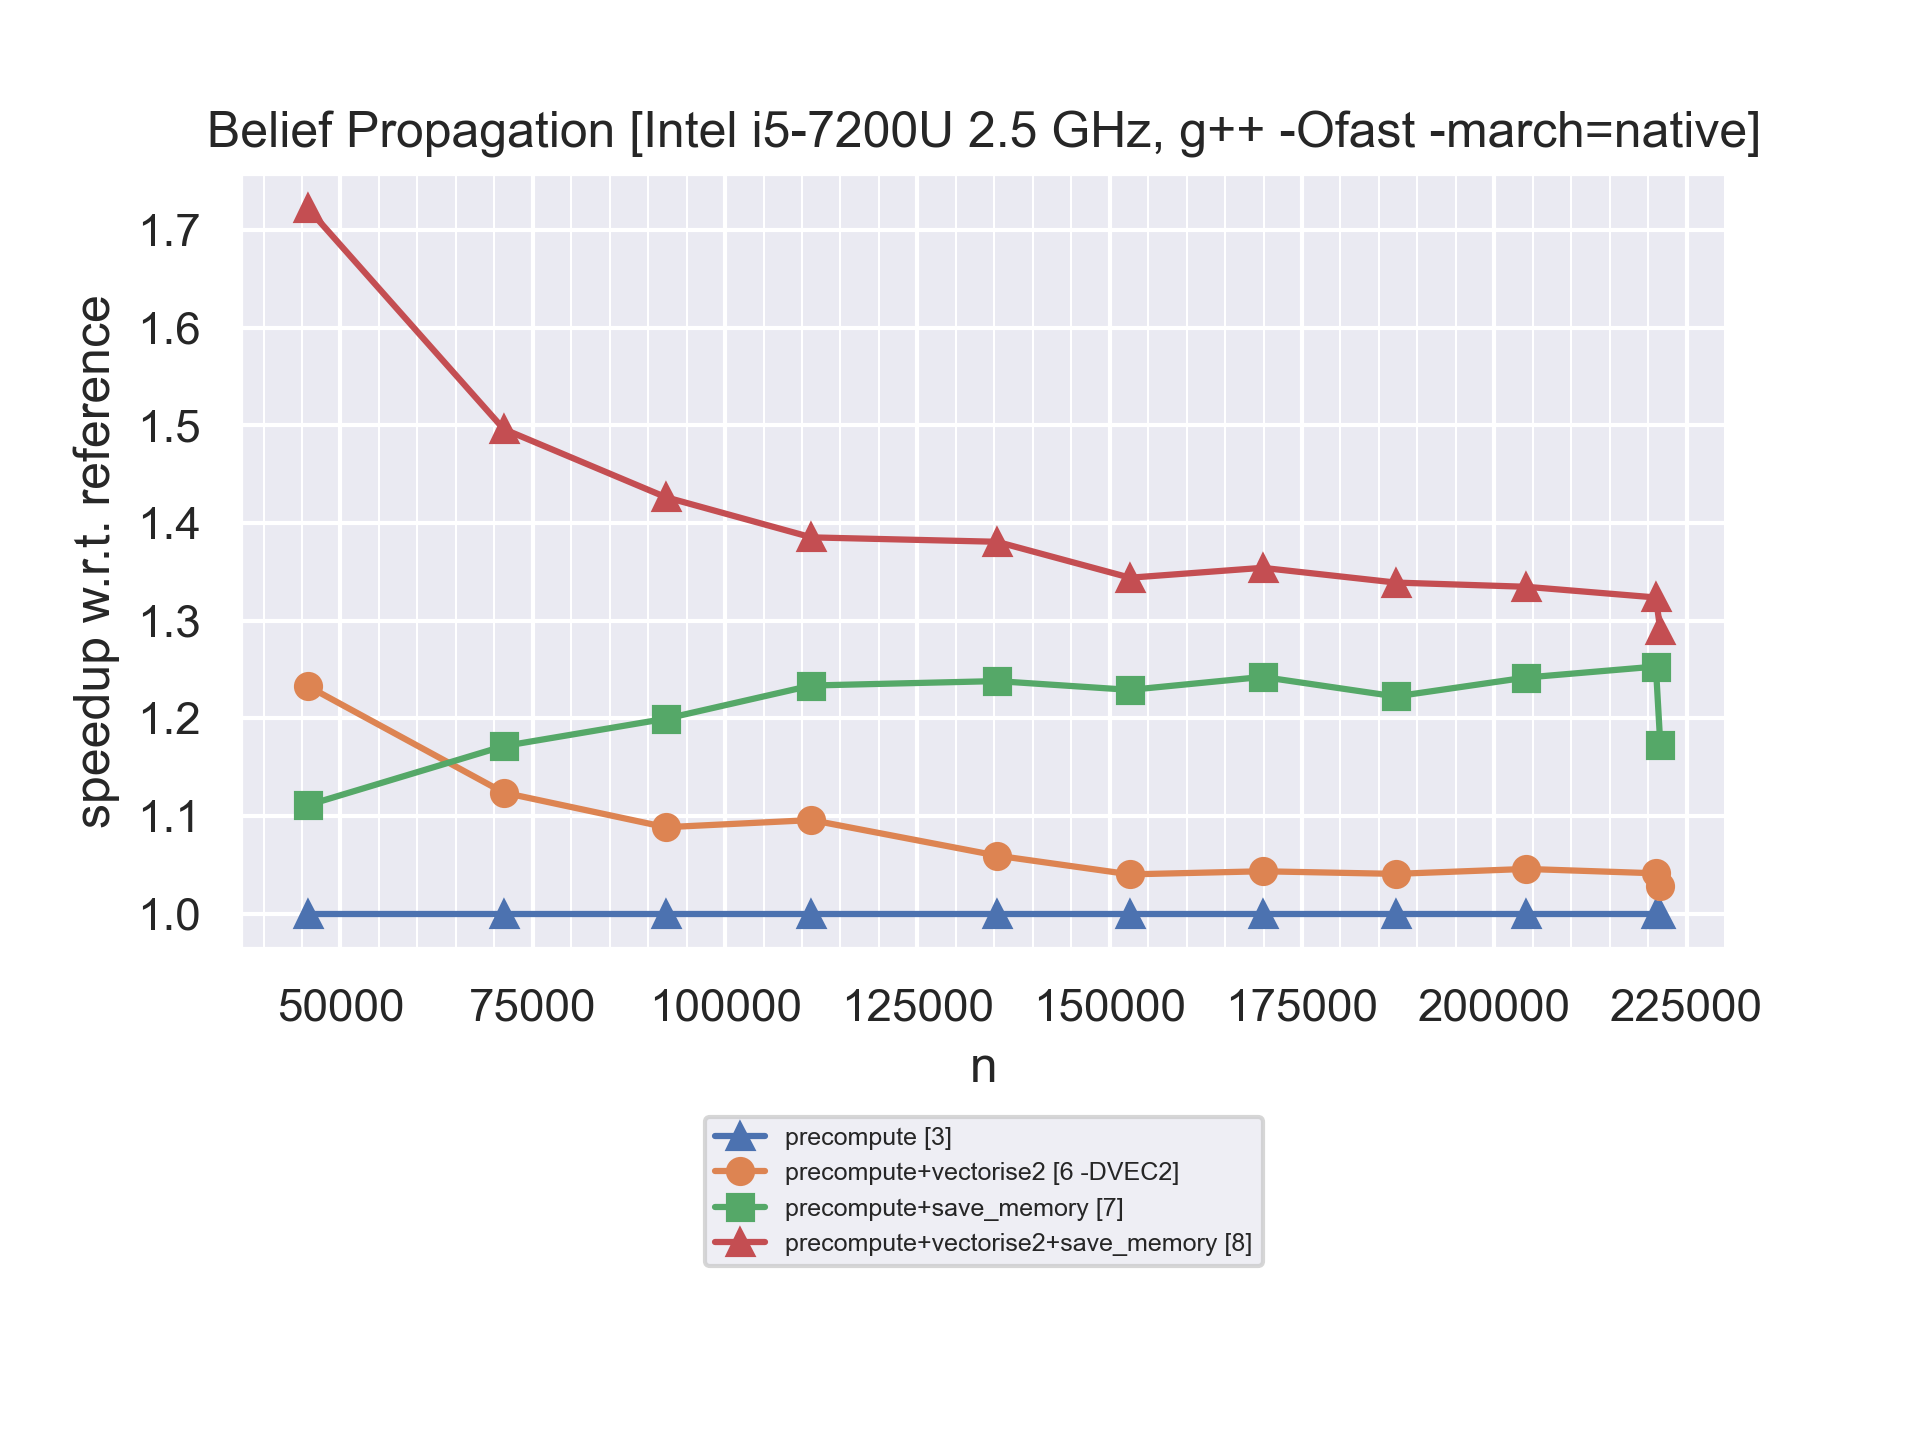 Belief Propagation [Intel i5-7200U 2.5 GHz, g++ -Ofast -march=native]
speedup w.r.t. reference
1.7
1.6
1.5
1.4
1.3
1.2
1.1
1.0
50000 75000 100000 125000 150000 175000 200000 225000
n
precompute [3]
precompute+vectorise2 [6 -DVEC2]
precompute+save_memory [7]
precompute+vectorise2+save_memory [8]